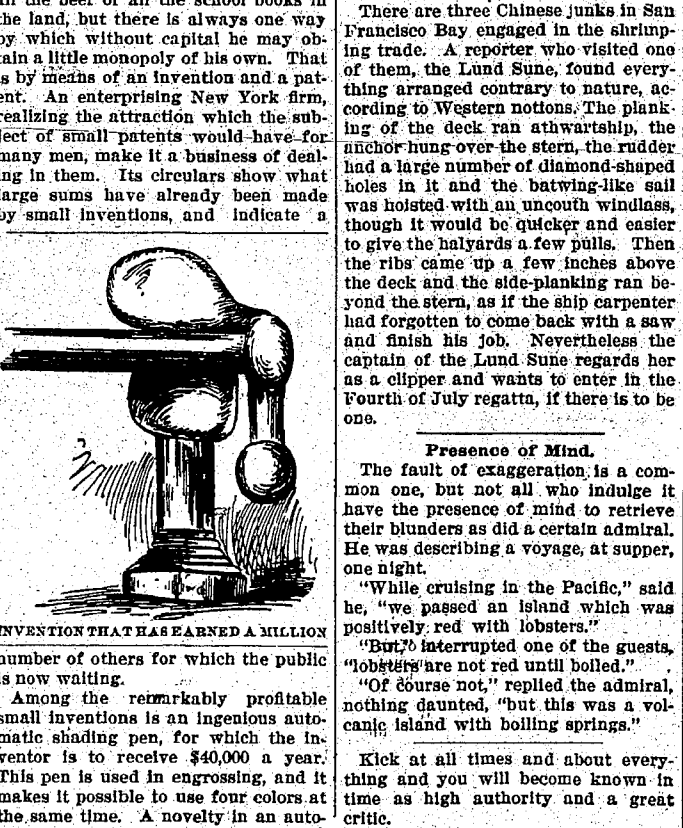 in the beer of all the school books in
the land, but there is always one way
by which without capital he may ob-
tain a little monopoly of his own. That
is by means of an invention and a pat-
ent. An enterprising New York firm,
realizing the attraction which the sub-
ject of small patents would have for
many men, make it a business of deal-
ing in them. Its circulars show what
large sums have already been made
by small inventions, and indicate a
INVENTION THAT HAS EARNED A MILLION
number of others for which the public
is now waiting.
Among the remarkably profitable
small inventions is an ingenious auto-
matic shading pen, for which the in-
ventor is to receive $40,000 a year.
This pen is used in engrossing, and it
makes it possible to use four colors at
the same time. A novelty in an auto-
There are three Chinese junks in San
Francisco Bay engaged in the shrimp-
ing trade. A reporter who visited one
of them, the Lund Sune, found every-
thing arranged contrary to nature, ac-
cording to Western notions. The plank-
ing of the deck ran athwartship, the
anchor hung over the stern, the rudder
had a large number of diamond-shaped
holes in it and the batwing-like sail
was hoisted with an uncouth windlass,
though it would be quicker and easier
to give the halyards a few pulls. Then
the ribs came up a few inches above
the deck and the side-planking ran be-
yond the stern, as if the ship carpenter
had forgotten to come back with a saw
and finish his job. Nevertheless the
captain of the Lund Sune regards her
as a clipper and wants to enter in the
Fourth of July regatta, if there is to be
one.
Presence of Mind.
The fault of exaggeration is a com-
mon one, but not all who indulge it
have the presence of mind to retrieve
their blunders as did a certain admiral.
He was describing a voyage, at supper,
one night.
"While cruising in the Pacific," said
he, "we passed an island which was
positively red with lobsters."
"But," interrupted one of the guests,
"lobsters are not red until boiled."
"Of course not," replied the admiral,
nothing daunted, "but this was a vol-
canic island with boiling springs."
Kick at all times and about every-
thing and you will become known in
time as high authority and a great
critic.